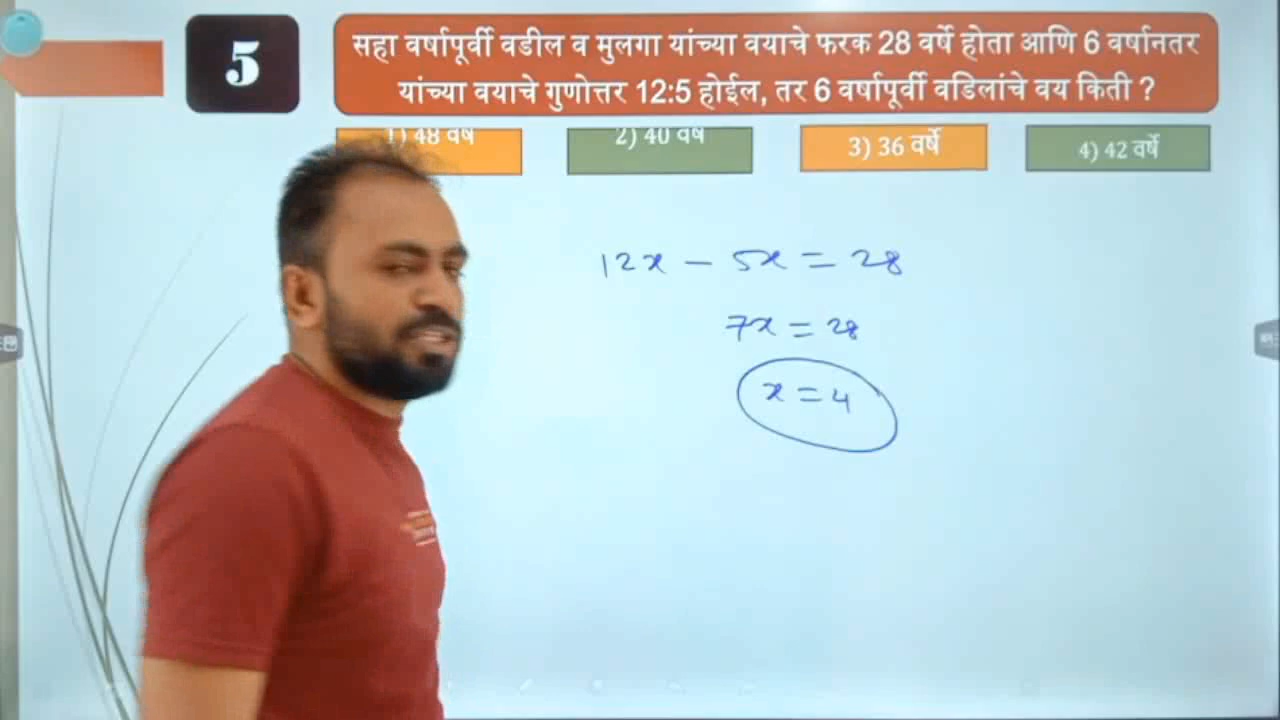 5
सहा वर्षापूर्वी वडील व मुलगा यांच्या वयाचे फरक 28 वर्षे होता आणि 6 वर्षानतर
यांच्या वयाचे गुणोत्तर 12:5 होईल, तर 6 वर्षापूर्वी वडिलांचे वय किती ?
1) 48 वर्षे 2) 40 वर्षे 3) 36 वर्षे 4) 42 वर्षे
12x - 5x = 28
7x = 28
x = 4